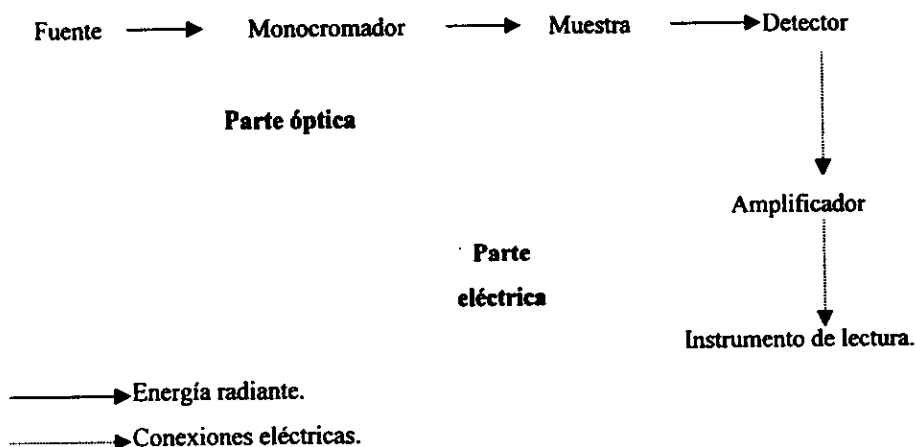 Fuente Monocromador Muestra Detector
Parte óptica
Amplificador
Parte
eléctrica
Instrumento de lectura.
Energía radiante.
Conexiones eléctricas.